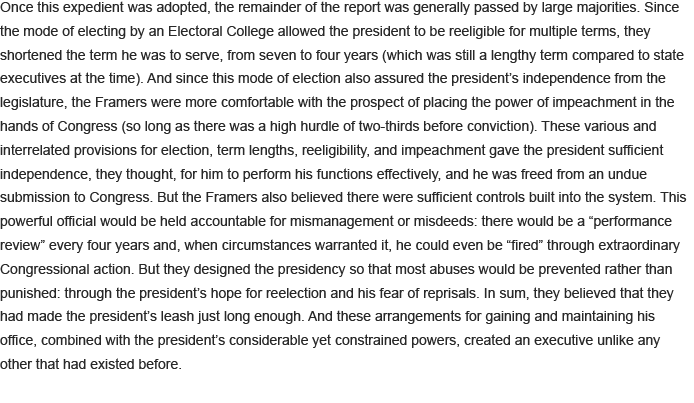 Once this expedient was adopted, the remainder of the report was generally passed by large majorities. Since
the mode of electing by an Electoral College allowed the president to be reeligible for multiple terms, they
shortened the term he was to serve, from seven to four years (which was still a lengthy term compared to state
executives at the time). And since this mode of election also assured the president’s independence from the
legislature, the Framers were more comfortable with the prospect of placing the power of impeachment in the
hands of Congress (so long as there was a high hurdle of two-thirds before conviction). These various and
interrelated provisions for election, term lengths, reeligibility, and impeachment gave the president sufficient
independence, they thought, for him to perform his functions effectively, and he was freed from an undue
submission to Congress. But the Framers also believed there were sufficient controls built into the system. This
powerful official would be held accountable for mismanagement or misdeeds: there would be a “performance
review” every four years and, when circumstances warranted it, he could even be “fired” through extraordinary
Congressional action. But they designed the presidency so that most abuses would be prevented rather than
punished: through the president’s hope for reelection and his fear of reprisals. In sum, they believed that they
had made the president’s leash just long enough. And these arrangements for gaining and maintaining his
office, combined with the president’s considerable yet constrained powers, created an executive unlike any
other that had existed before.